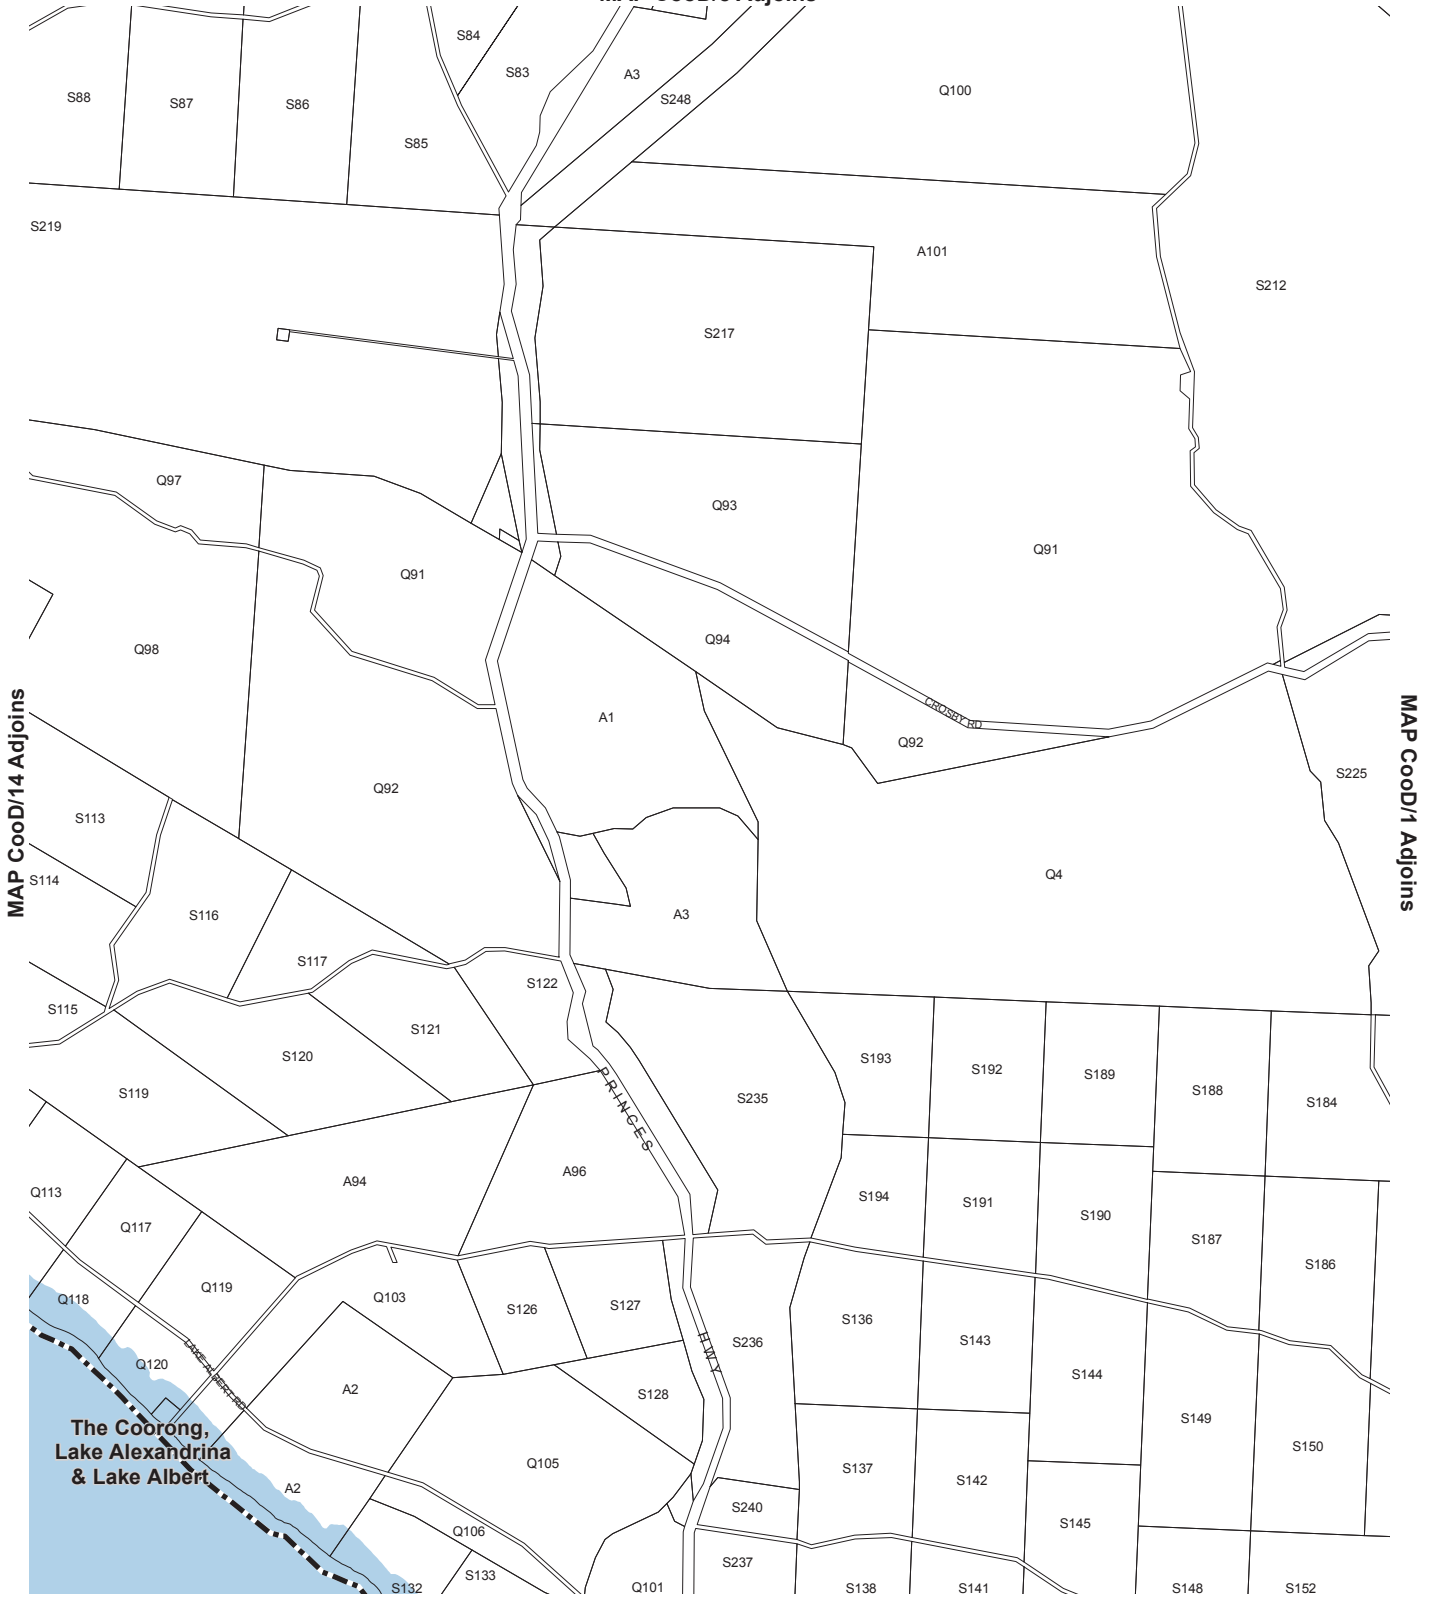 S84
S83
A3
S88
S87
S86
S248
Q100
S85
S219
A101
S212
S217
Q97
Q93
Q91
Q91
Q98
Q94
A1
CROSBY RD
Q92
S225
MAP CooD/14 Adjoins
MAP CooD/1 Adjoins
Q92
S113
S114
Q4
S116
A3
S117
S122
S115
S121
S120
S193
S192
S189
S188
S184
S119
S235
PRINCES
A94
A96
Q113
S194
S191
S190
Q117
S187
S186
Q119
Q103
Q118
S126
S127
S136
S143
S236
HWY
Q120
LAKE ALBERT RD
A2
S128
S144
S149
S150
The Coorong,
Lake Alexandrina
& Lake Albert
Q105
S137
S142
A2
S240
Q106
S145
S237
S133
S132
Q101
S138
S141
S148
S152